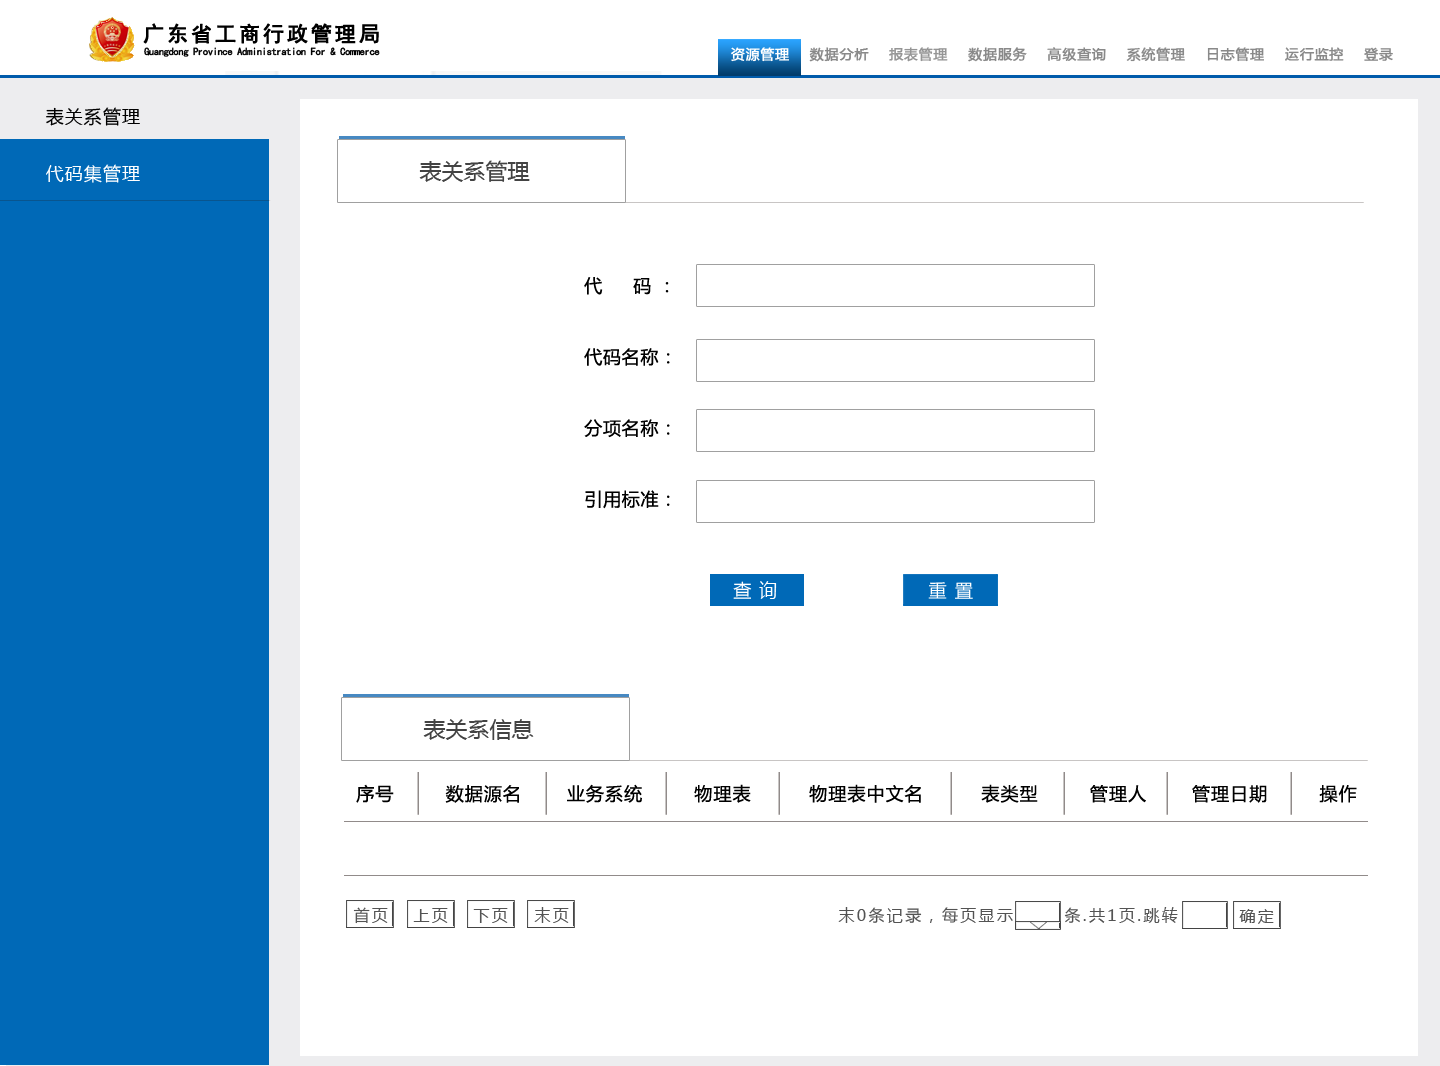 广东省工商行政管理局
Guangdong Province Administration For & Commerce
资源管理 数据分析 报表管理 数据服务 高级查询 系统管理 日志管理 运行监控 登录
表关系管理
代码集管理
表关系管理
代 码 :
代码名称 :
分项名称 :
引用标准 :
查 询 重 置
表关系信息
序号 数据源名 业务系统 物理表 物理表中文名 表类型 管理人 管理日期 操作
首页 上页 下页 末页 末0条记录，每页显示 条.共1页.跳转 确定